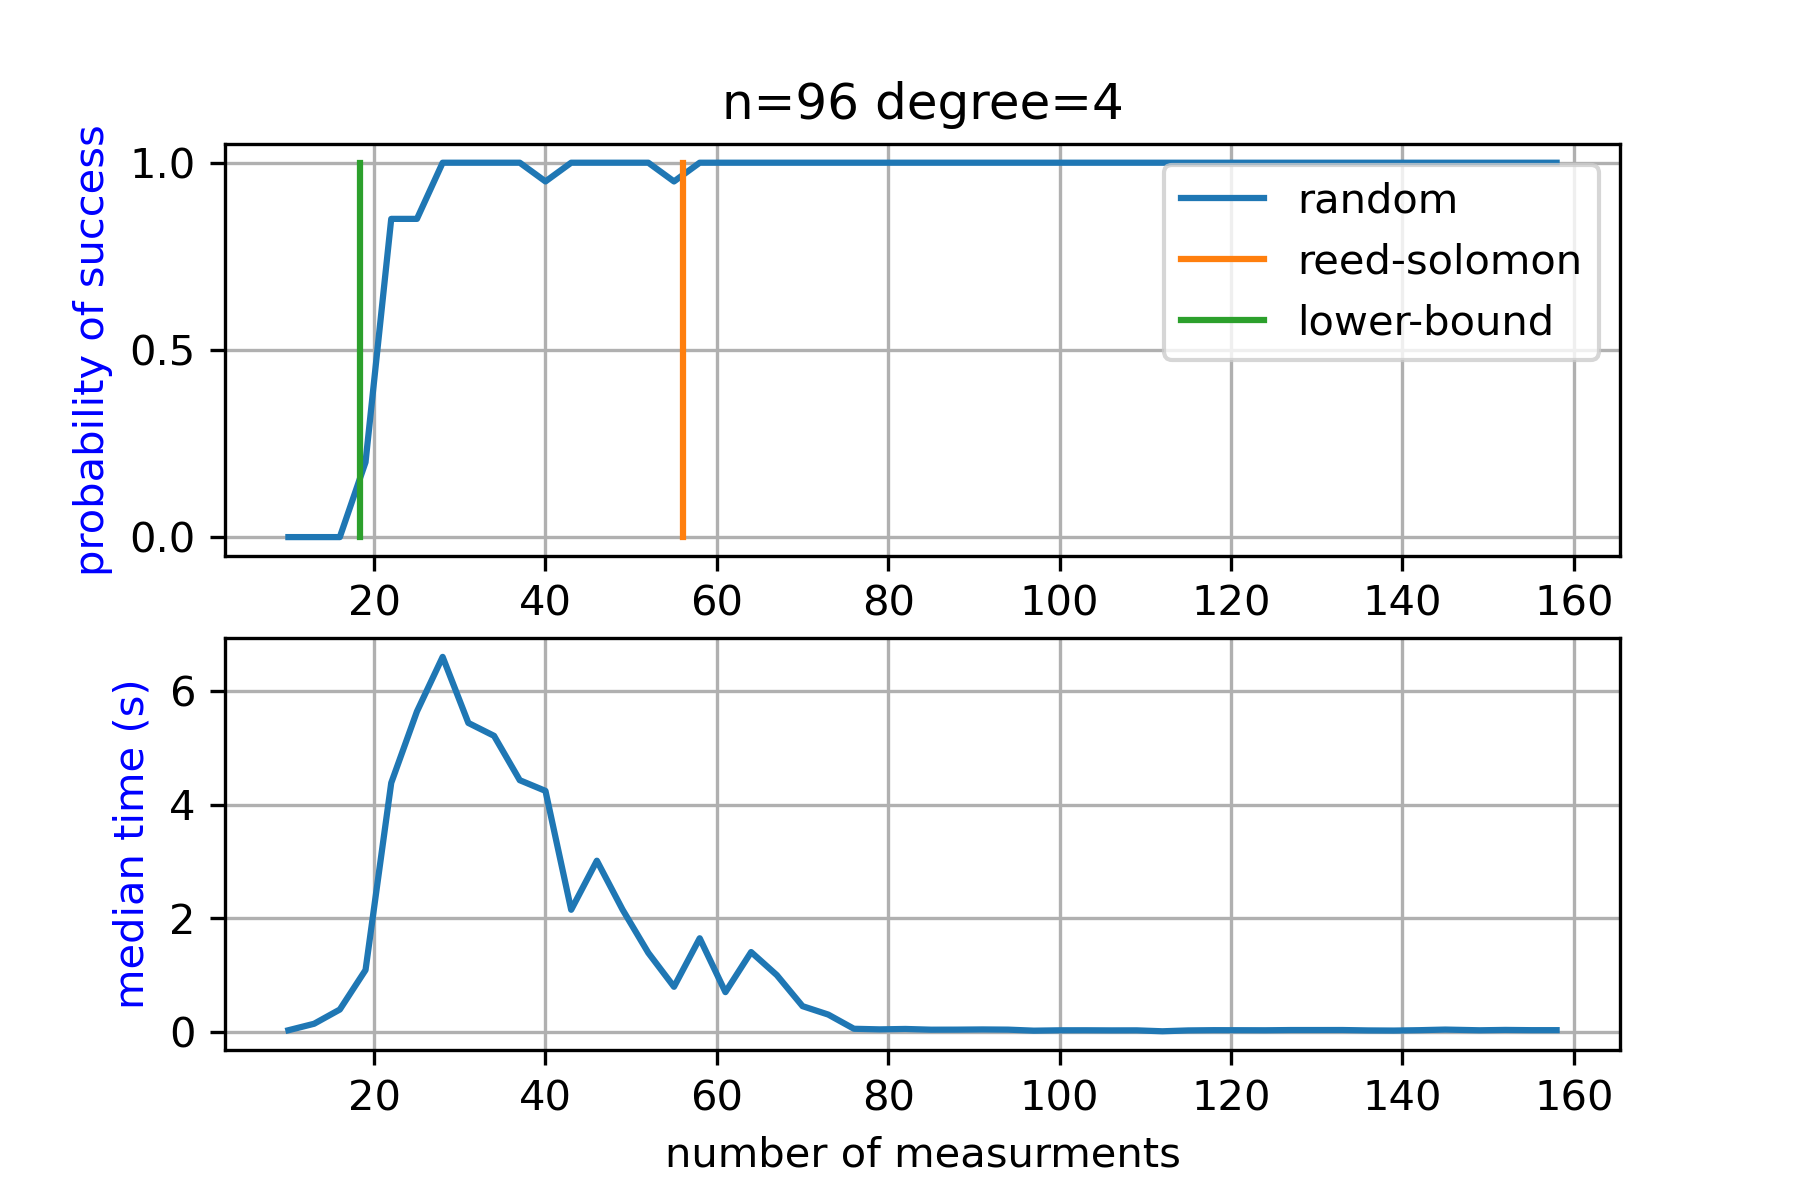 n=96 degree=4
probability of success
1.0
0.5
0.0
random
reed-solomon
lower-bound
20 40 60 80 100 120 140 160
median time (s)
6
4
2
0
20 40 60 80 100 120 140 160
number of measurments